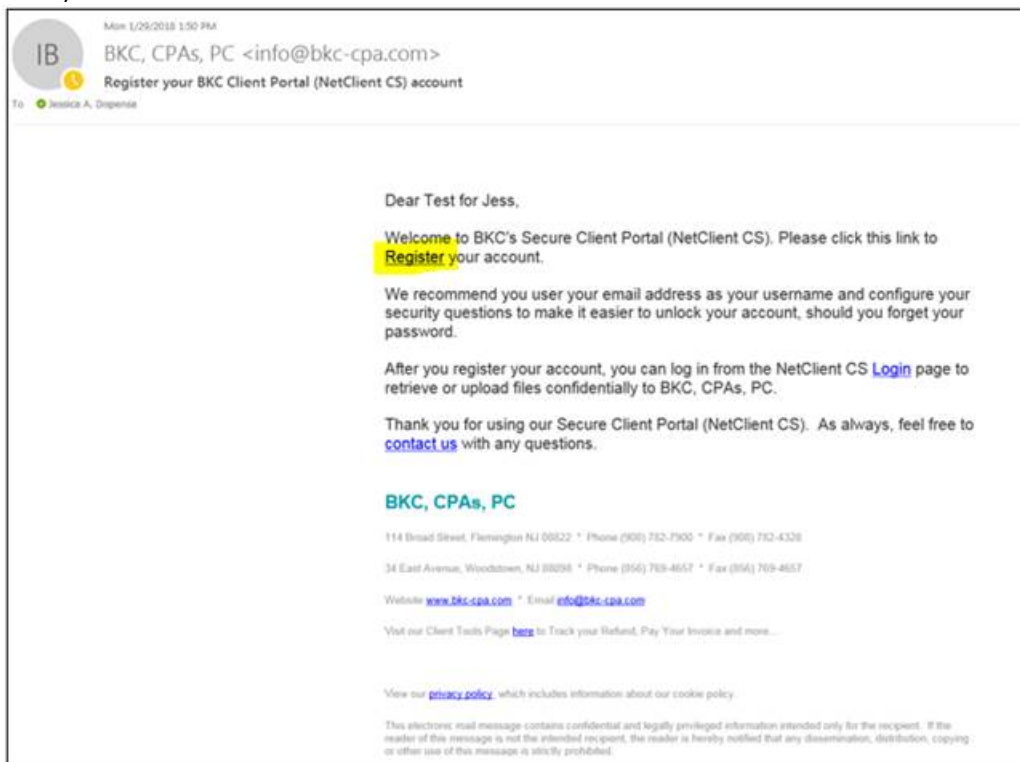 Mon 1/29/2018 1:50 PM
IB
BKC, CPAs, PC <info@bkc-cpa.com>
Register your BKC Client Portal (NetClient CS) account
To Jessica A. Dispensa
Dear Test for Jess,
Welcome to BKC's Secure Client Portal (NetClient CS). Please click this link to
Register your account.
We recommend you user your email address as your username and configure your
security questions to make it easier to unlock your account, should you forget your
password.
After you register your account, you can log in from the NetClient CS Login page to
retrieve or upload files confidentially to BKC, CPAs, PC.
Thank you for using our Secure Client Portal (NetClient CS). As always, feel free to
contact us with any questions.
BKC, CPAs, PC
114 Broad Street, Flemington NJ 08822 * Phone (908) 782-7900 * Fax (908) 782-4328
34 East Avenue, Woodstown, NJ 08098 * Phone (856) 769-4657 * Fax (856) 769-4657
Website www.bkc-cpa.com * Email info@bkc-cpa.com
Visit our Client Tools Page here to Track your Refund, Pay Your Invoice and more...
View our privacy policy, which includes information about our cookie policy.
This electronic mail message contains confidential and legally privileged information intended only for the recipient. If the
reader of this message is not the intended recipient, the reader is hereby notified that any dissemination, distribution, copying
or other use of this message is strictly prohibited.